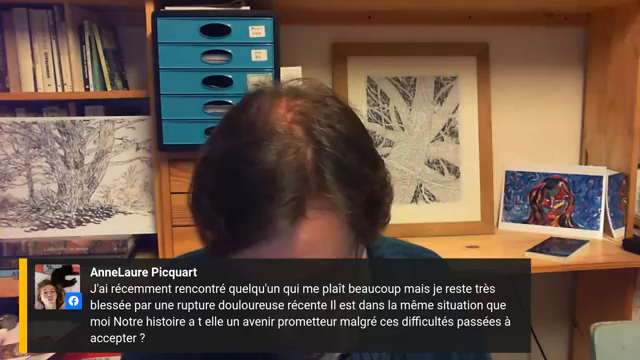 AnneLaure Picquart
J'ai récemment rencontré quelqu'un qui me plaît beaucoup mais je reste très
blessée par une rupture douloureuse récente Il est dans la même situation que
moi Notre histoire a t elle un avenir prometteur malgré ces difficultés passées à
accepter ?